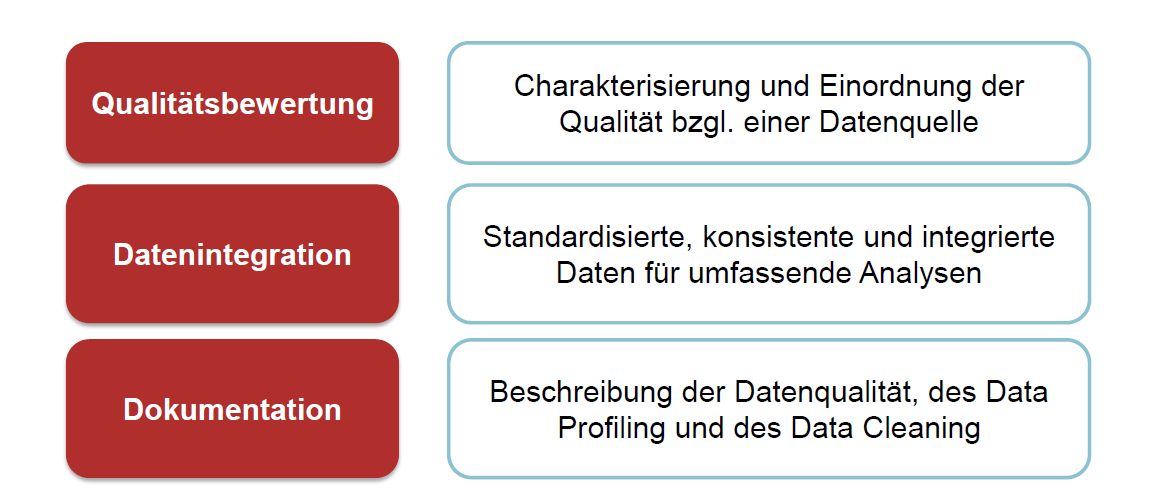 Qualitätsbewertung
Charakterisierung und Einordnung der
Qualität bzgl. einer Datenquelle
Datenintegration
Standardisierte, konsistente und integrierte
Daten für umfassende Analysen
Dokumentation
Beschreibung der Datenqualität, des Data
Profiling und des Data Cleaning